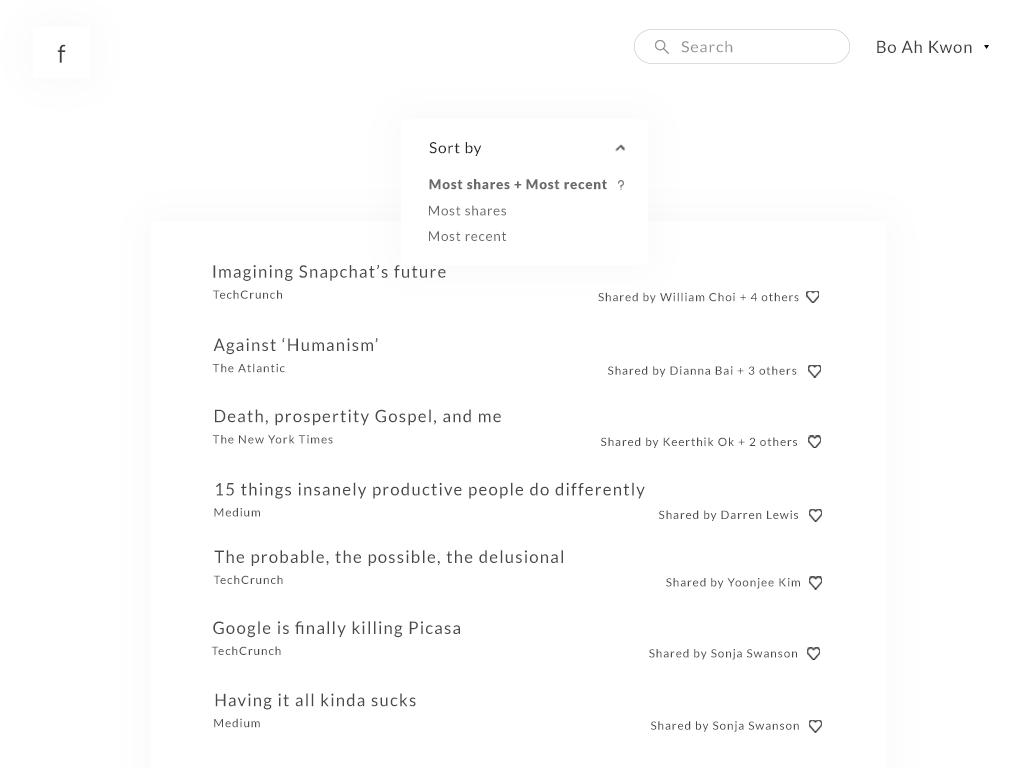 f
Search
Bo Ah Kwon
Sort by
Most shares + Most recent ?
Most shares
Most recent
Imagining Snapchat’s future
TechCrunch
Shared by William Choi + 4 others
Against ‘Humanism’
The Atlantic
Shared by Dianna Bai + 3 others
Death, prospertity Gospel, and me
The New York Times
Shared by Keerthik Ok + 2 others
15 things insanely productive people do differently
Medium
Shared by Darren Lewis
The probable, the possible, the delusional
TechCrunch
Shared by Yoonjee Kim
Google is finally killing Picasa
TechCrunch
Shared by Sonja Swanson
Having it all kinda sucks
Medium
Shared by Sonja Swanson